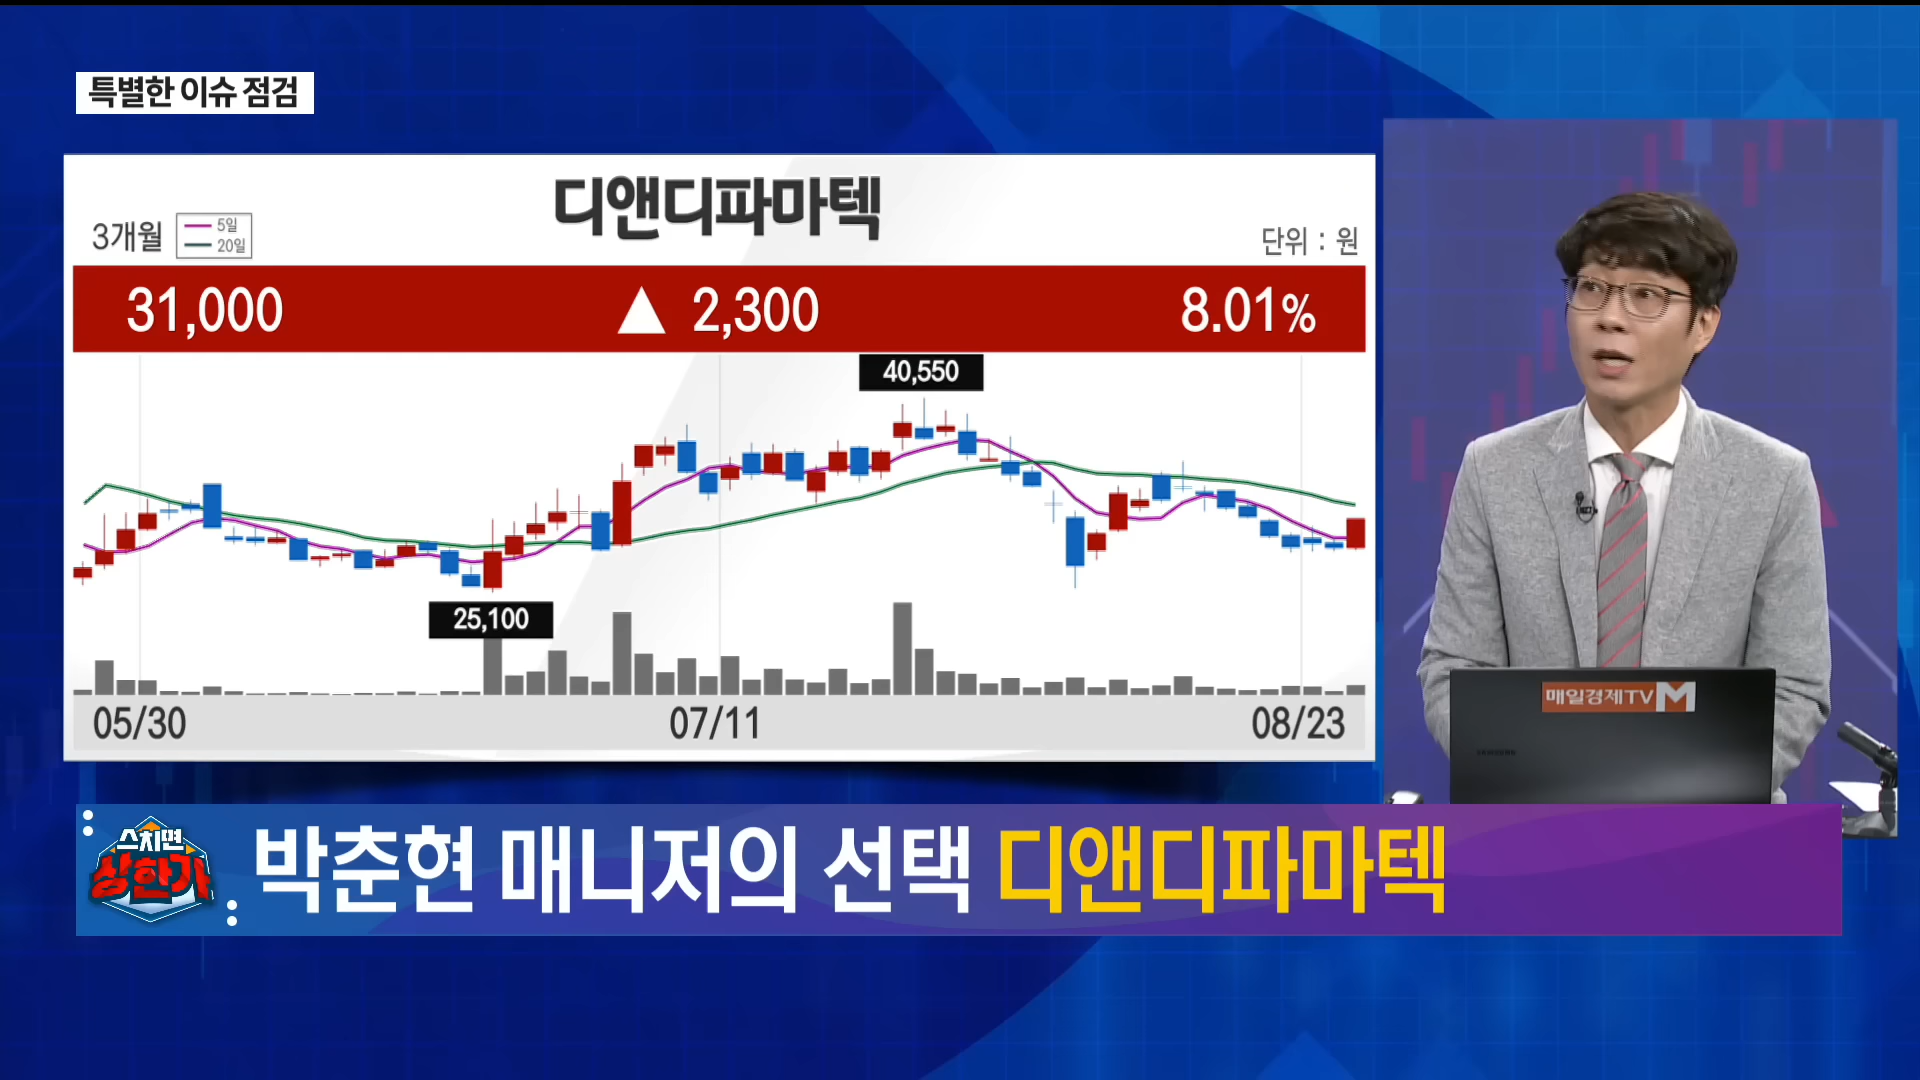 특별한 이슈 점검
디앤디파마텍
3개월
5일
20일
단위 : 원
31,000 ▲ 2,300 8.01%
40,550
25,100
05/30 07/11 08/23
매일경제TV M
SAMSUNG
스치면
상한가
박춘현 매니저의 선택 디앤디파마텍